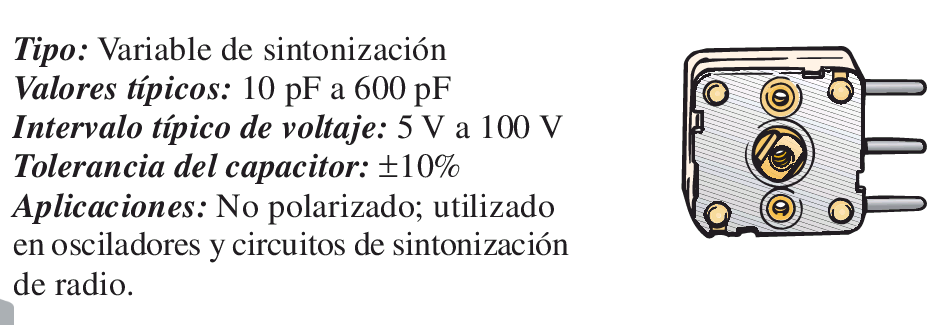 Tipo: Variable de sintonización
Valores típicos: 10 pF a 600 pF
Intervalo típico de voltaje: 5 V a 100 V
Tolerancia del capacitor: ±10%
Aplicaciones: No polarizado; utilizado
en osciladores y circuitos de sintonización
de radio.